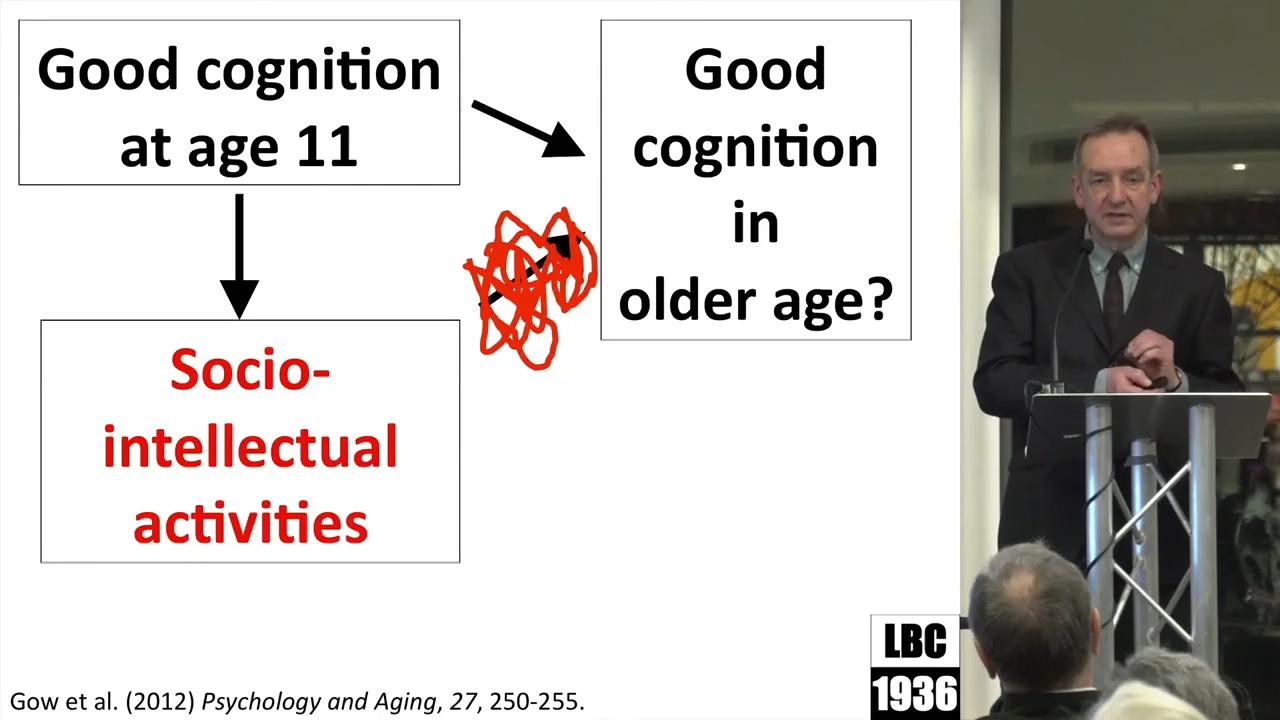 Good cognition
at age 11
Good
cognition
in
older age?
Socio-
intellectual
activities
LBC
1936
Gow et al. (2012) Psychology and Aging, 27, 250-255.